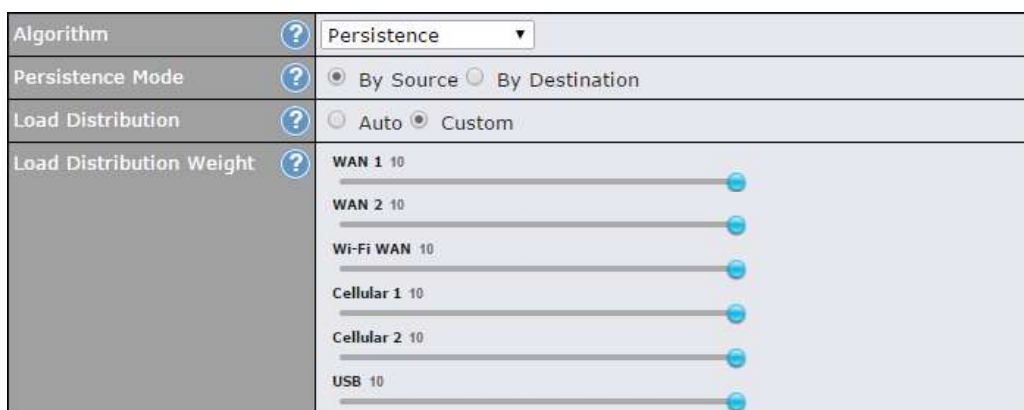 Algorithm ? Persistence ▼
Persistence Mode ? By Source By Destination
Load Distribution ? Auto Custom
Load Distribution Weight ? WAN 1 10
WAN 2 10
Wi-Fi WAN 10
Cellular 1 10
Cellular 2 10
USB 10